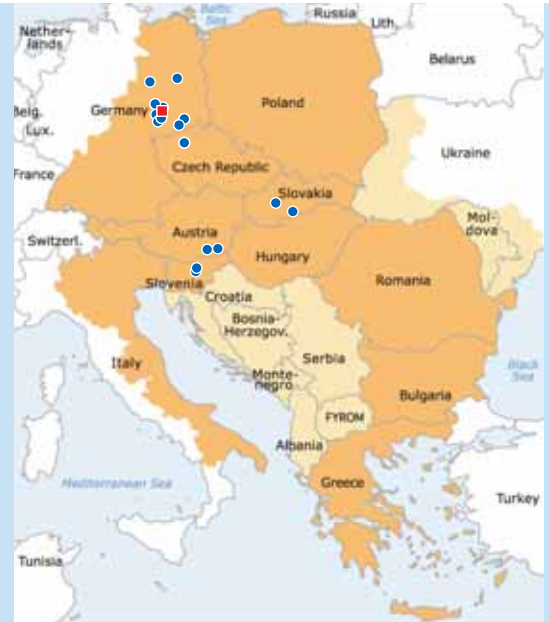 Baltic
Sea
Russia
Lith.
Nether-
lands
Belarus
Germany
Poland
Belg.
Lux.
Ukraine
Czech Republic
France
Slovakia
Mol-
dova
Switzerl.
Austria
Hungary
Slovenia
Romania
Croatia
Bosnia-
Herzegov.
Serbia
Italy
Black
Sea
Monte-
negro
Bulgaria
FYROM
Albania
Mediterranean Sea
Greece
Turkey
Tunisia